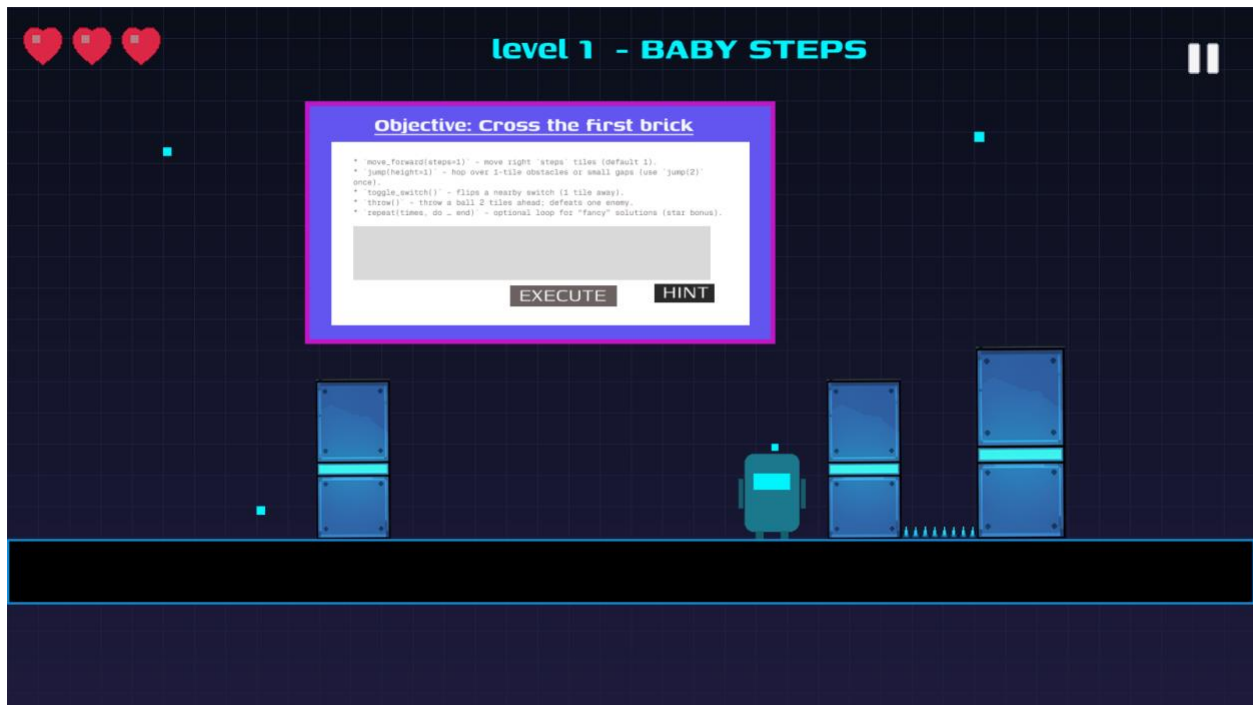 level 1 - BABY STEPS
Objective: Cross the first brick
* `move_forward(steps=1)` - move right `steps` tiles (default 1).
* `jump(height=1)` - hop over 1-tile obstacles or small gaps (use `jump(2)`
once).
* `toggle_switch()` - flips a nearby switch (1 tile away).
* `throw()` - throw a ball 2 tiles ahead; defeats one enemy.
* `repeat(times, do … end)` - optional loop for "fancy" solutions (star bonus).
EXECUTE
HINT